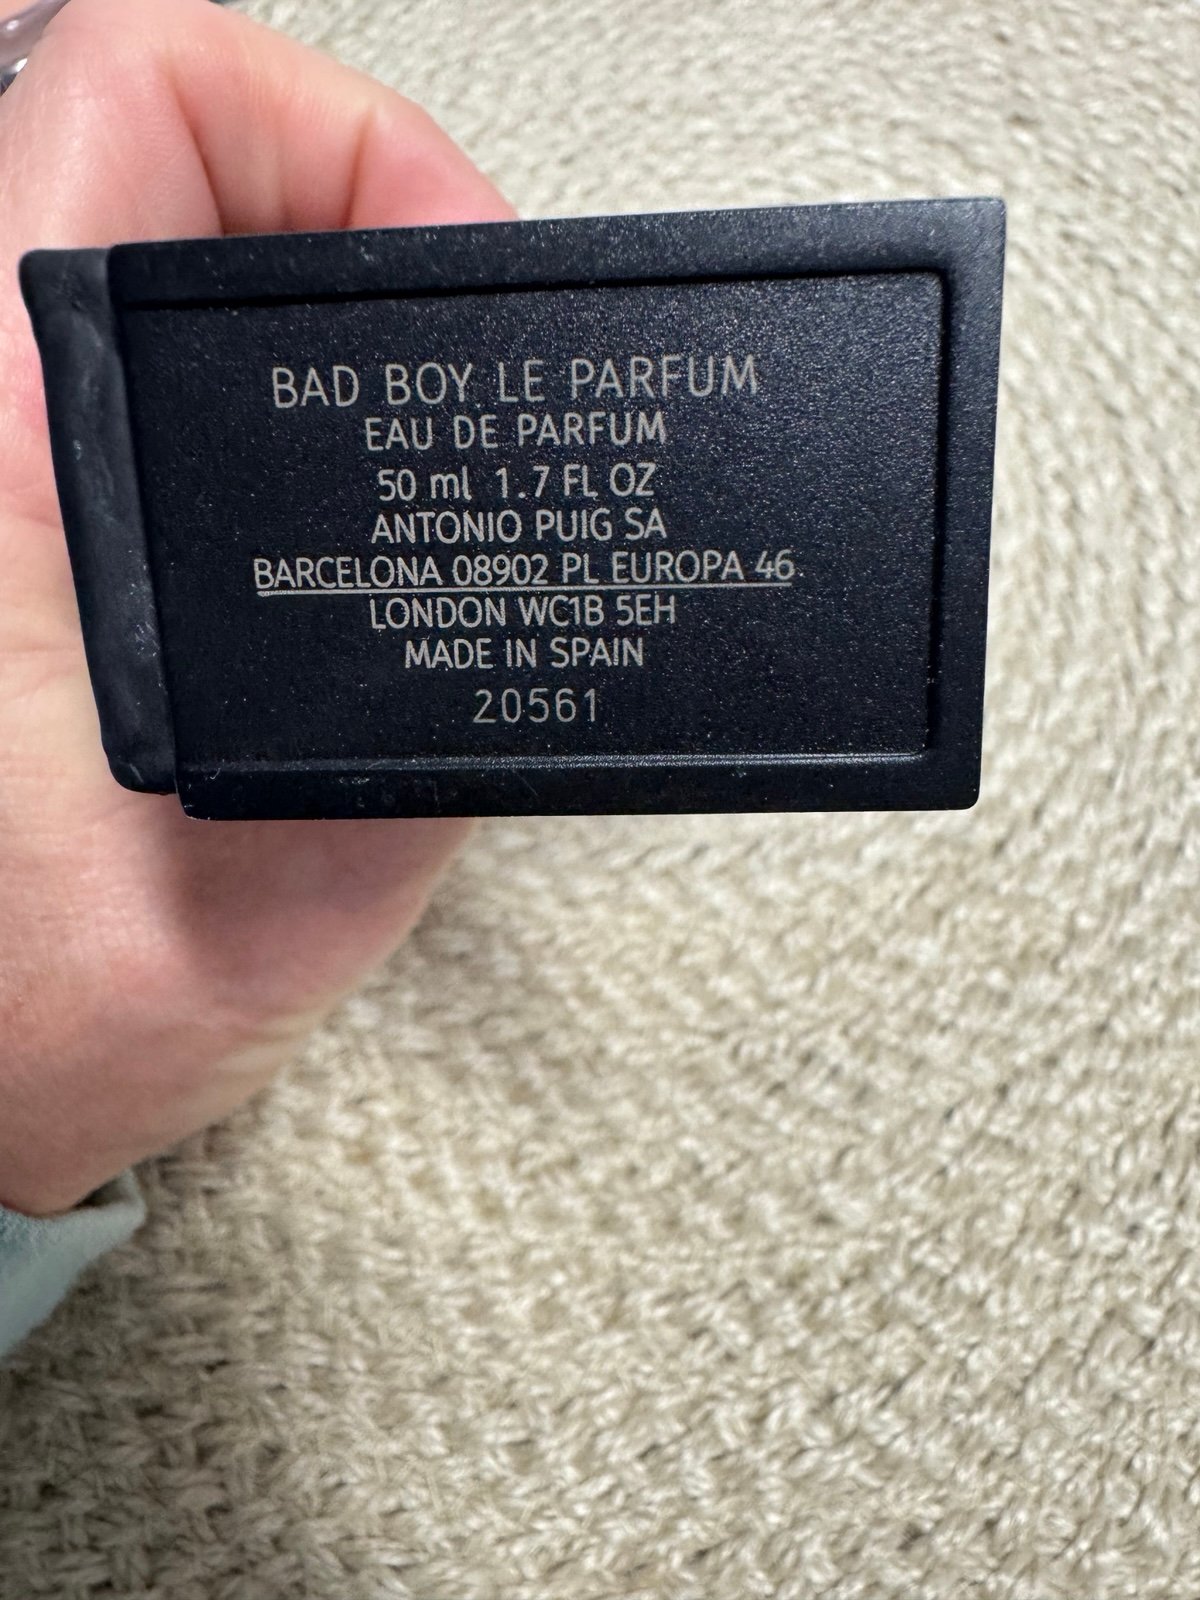 BAD BOY LE PARFUM
EAU DE PARFUM
50 ml 1.7 FL OZ
ANTONIO PUIG SA
BARCELONA 08902 PL EUROPA 46
LONDON WC1B 5EH
MADE IN SPAIN
20561